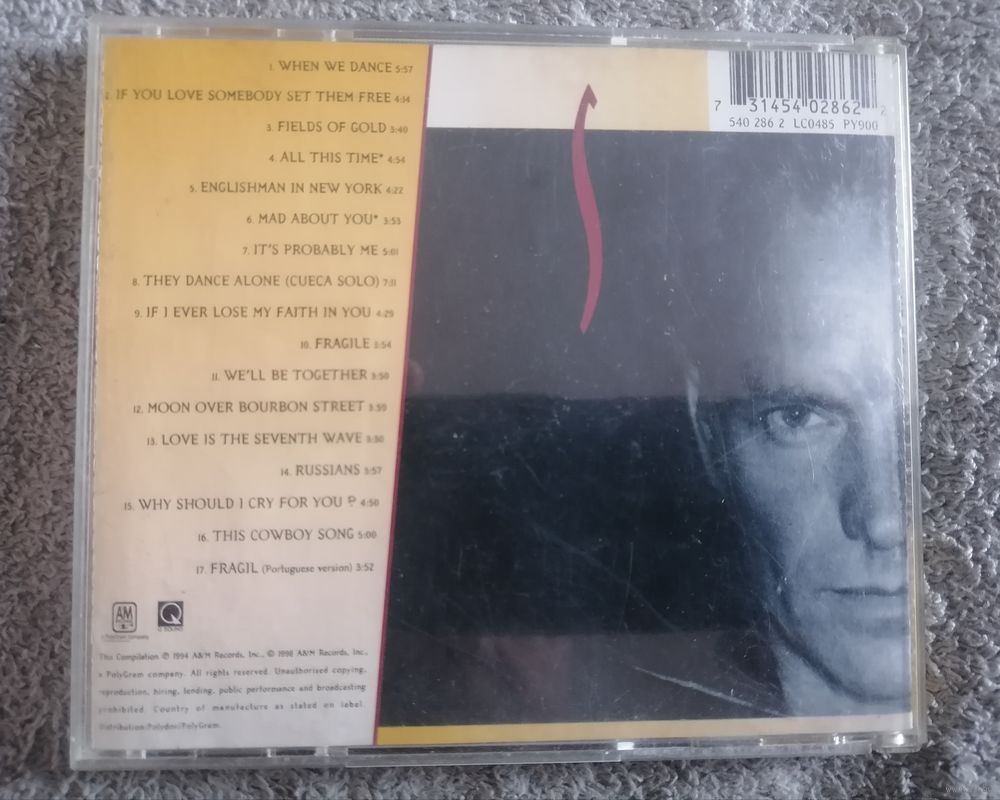 1. WHEN WE DANCE 5:57
2. IF YOU LOVE SOMEBODY SET THEM FREE 4:14
3. FIELDS OF GOLD 3:40
4. ALL THIS TIME* 4:54
5. ENGLISHMAN IN NEW YORK 4:22
6. MAD ABOUT YOU* 3:53
7. IT'S PROBABLY ME 5:01
8. THEY DANCE ALONE (CUECA SOLO) 7:11
9. IF I EVER LOSE MY FAITH IN YOU 4:29
10. FRAGILE 3:54
11. WE'LL BE TOGETHER 3:50
12. MOON OVER BOURBON STREET 3:59
13. LOVE IS THE SEVENTH WAVE 3:30
14. RUSSIANS 3:57
15. WHY SHOULD I CRY FOR YOU ? 4:50
16. THIS COWBOY SONG 5:00
17. FRAGIL (Portuguese version) 3:52
AM Q
a PolyGram Company Q SOUND
This Compilation ℗ 1994 A&M Records, Inc., © 1998 A&M Records, Inc.,
a PolyGram company. All rights reserved. Unauthorised copying,
reproduction, hiring, lending, public performance and broadcasting
prohibited. Country of manufacture as stated on label.
Distribution/Polydor/PolyGram.
7 31454 02862 2
540 286 2 LC0485 PY900